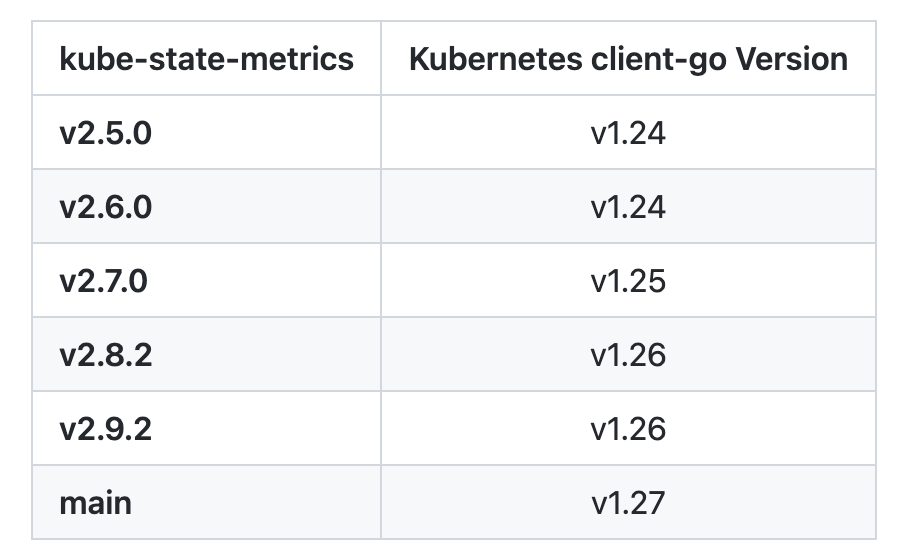 kube-state-metrics Kubernetes client-go Version
v2.5.0 v1.24
v2.6.0 v1.24
v2.7.0 v1.25
v2.8.2 v1.26
v2.9.2 v1.26
main v1.27